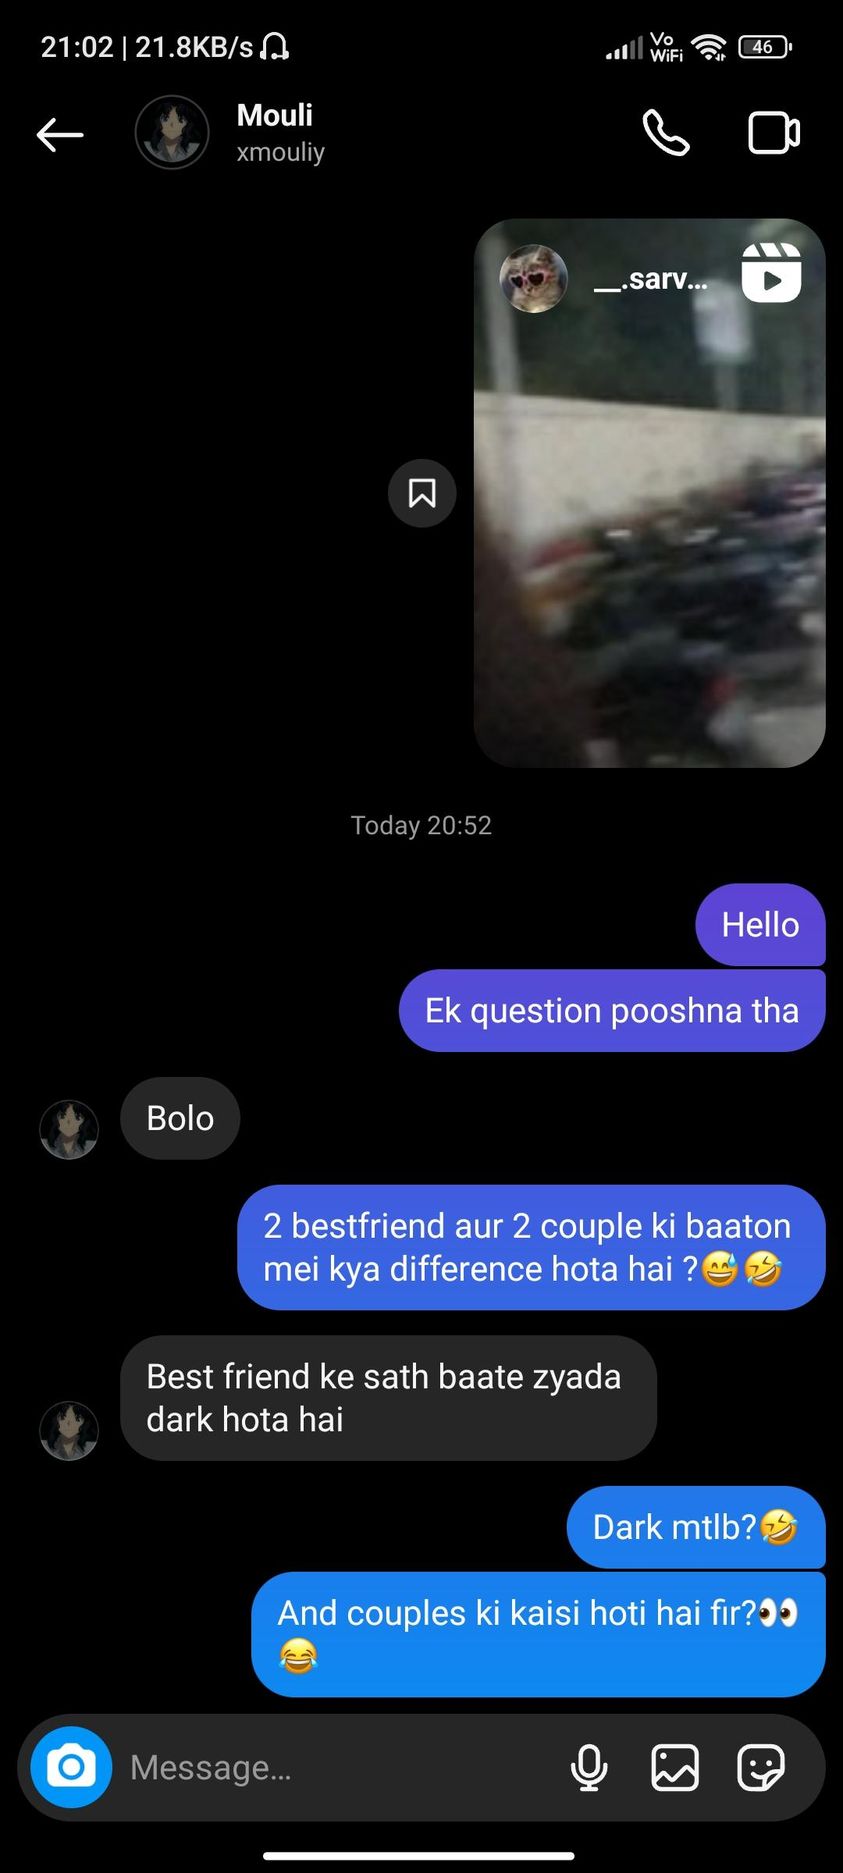 21:02 | 21.8KB/s
Vo
WiFi
46
Mouli
xmouliy
__.sarv...
Today 20:52
Hello
Ek question pooshna tha
Bolo
2 bestfriend aur 2 couple ki baaton
mei kya difference hota hai ?😅🤣
Best friend ke sath baate zyada
dark hota hai
Dark mtlb?🤣
And couples ki kaisi hoti hai fir?👀
😂
Message...